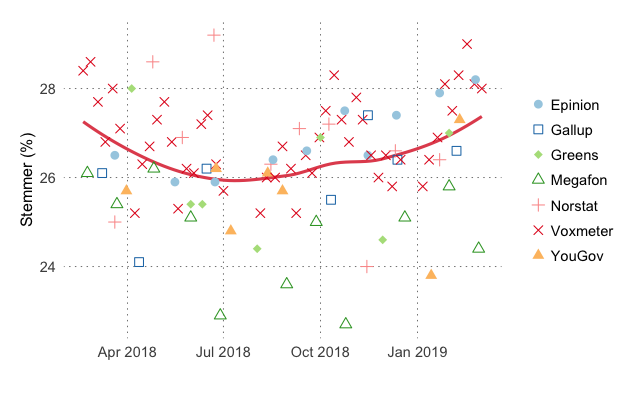 Stemmer (%)
28
26
24
Apr 2018
Jul 2018
Oct 2018
Jan 2019
Epinion
Gallup
Greens
Megafon
Norstat
Voxmeter
YouGov